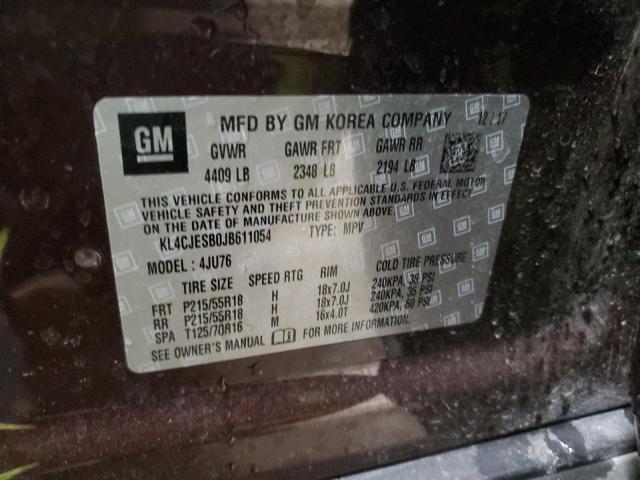 GM
MFD BY GM KOREA COMPANY 12/17
GVWR GAWR FRT GAWR RR
4409 LB 2348 LB 2194 LB
THIS VEHICLE CONFORMS TO ALL APPLICABLE U.S. FEDERAL MOTOR
VEHICLE SAFETY AND THEFT PREVENTION STANDARDS IN EFFECT
ON THE DATE OF MANUFACTURE SHOWN ABOVE.
KL4CJESB0JB611054 TYPE: MPV
MODEL: 4JU76
TIRE SIZE SPEED RTG RIM COLD TIRE PRESSURE
FRT P215/55R18 H 18x7.0J 240KPA, 35 PSI
RR P215/55R18 H 18x7.0J 240KPA, 35 PSI
SPA T125/70R16 M 16x4.0T 420KPA, 60 PSI
SEE OWNER'S MANUAL FOR MORE INFORMATION.